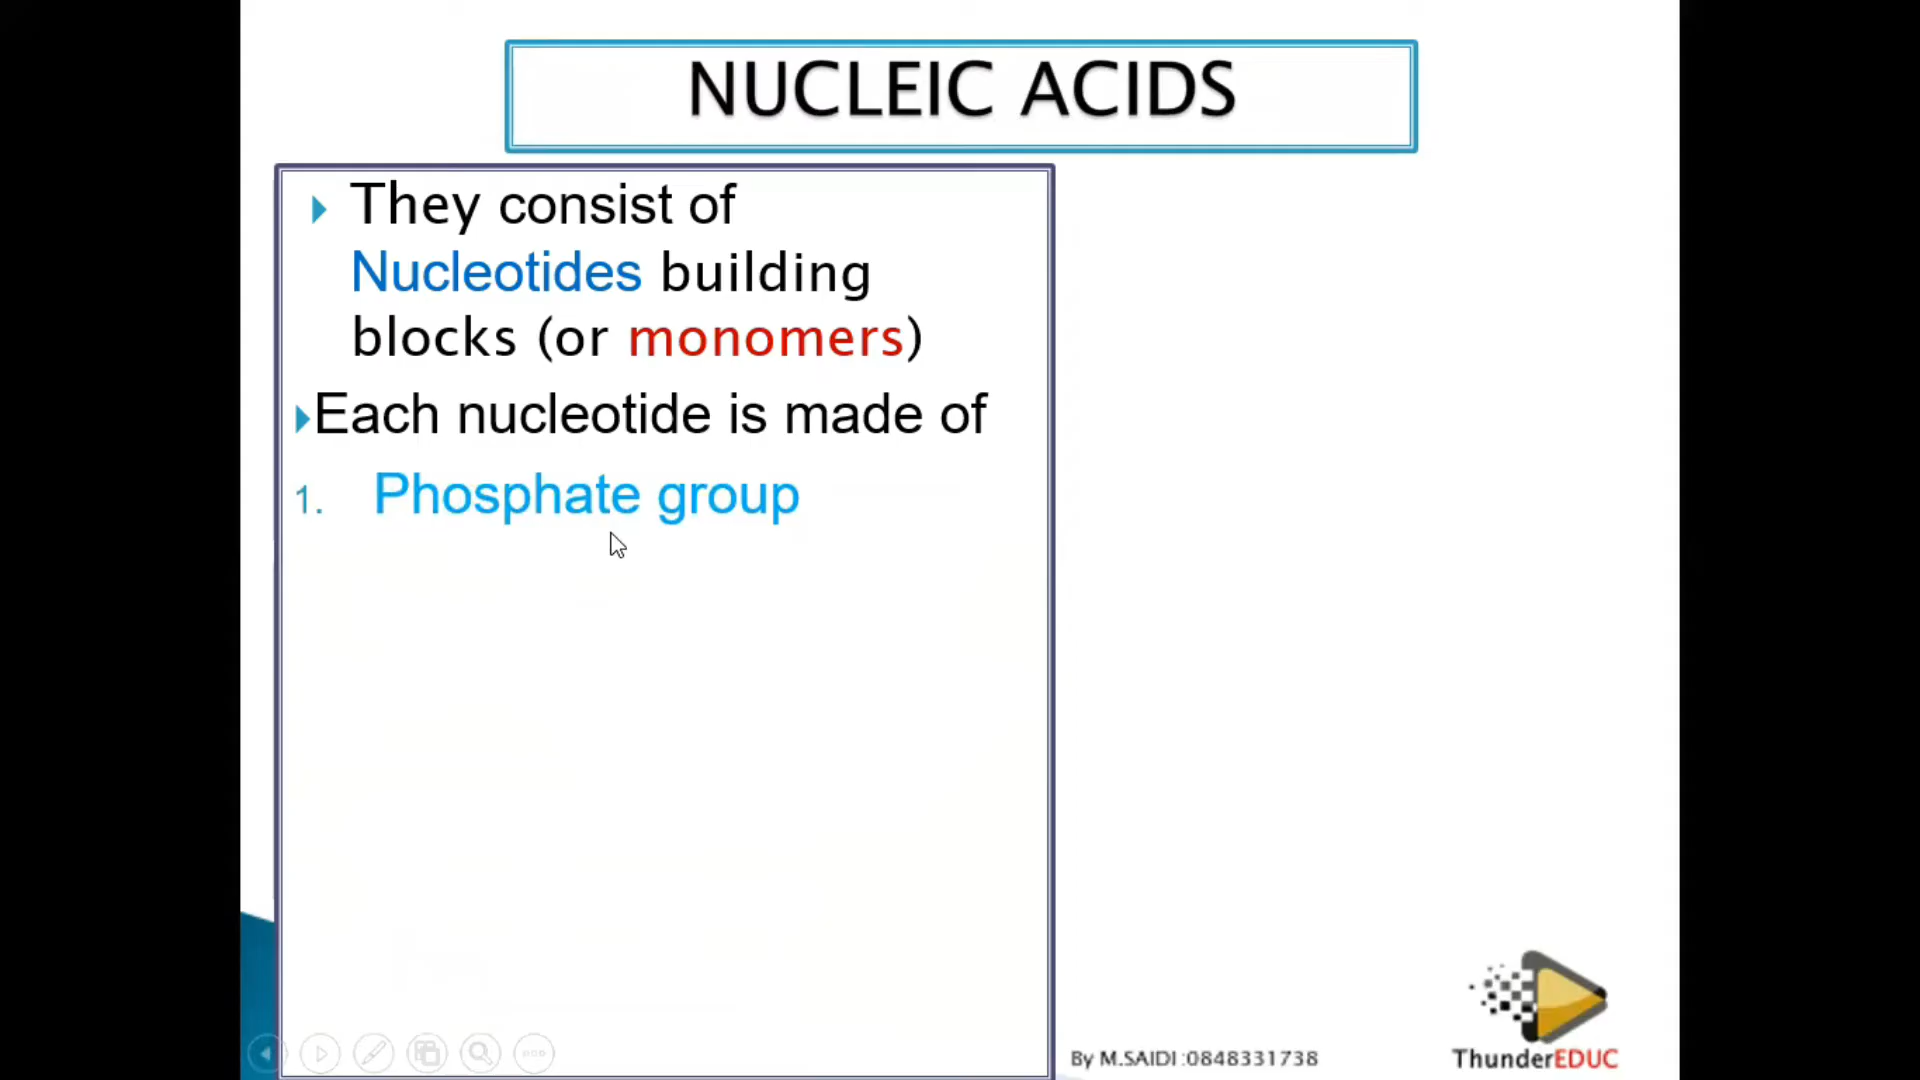 NUCLEIC ACIDS
They consist of
Nucleotides building
blocks (or monomers)
Each nucleotide is made of
1. Phosphate group
By M.SAIDI :0848331738
ThunderEDUC